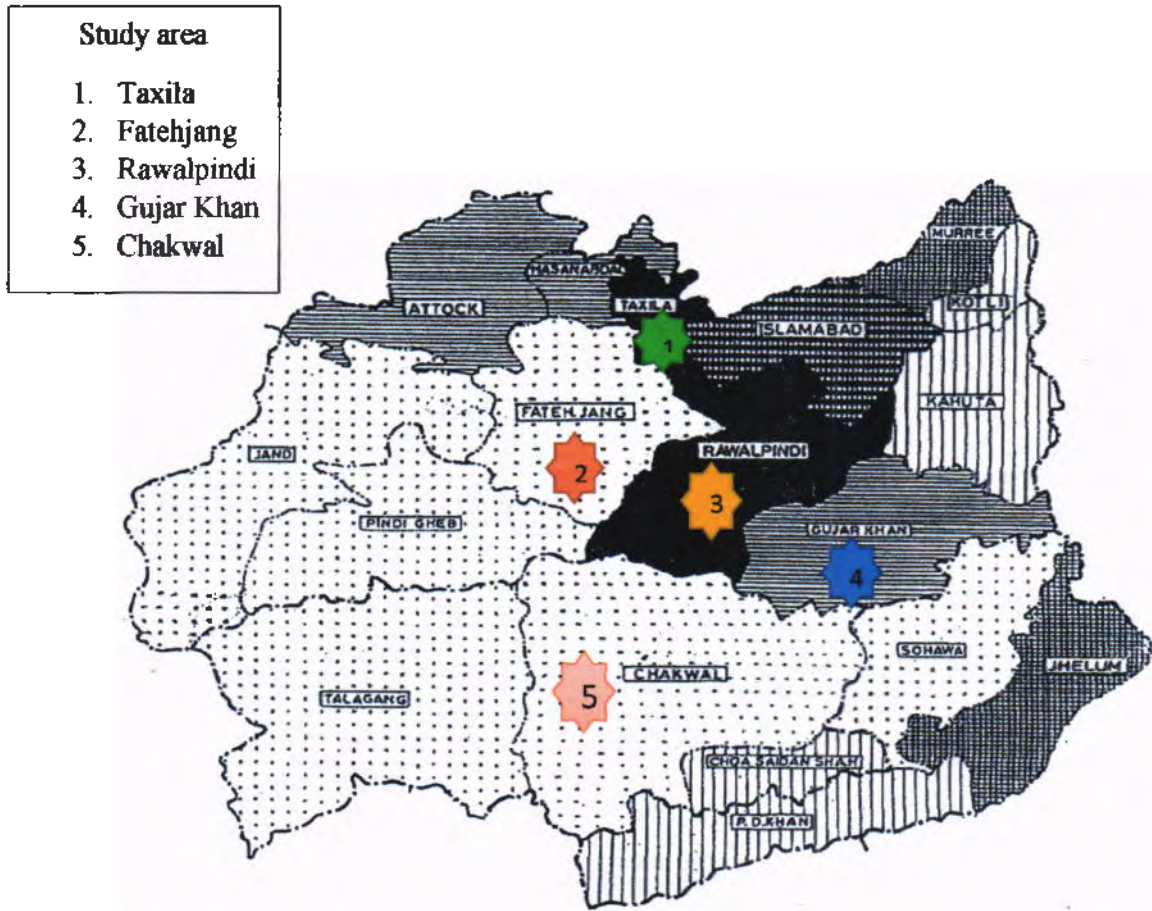 Study area
1. Taxila
2. Fatehjang
3. Rawalpindi
4. Gujar Khan
5. Chakwal
MURREE
HASANABDAL
KOTLI
ATTOCK
TAXILA
ISLAMABAD
1
KAHUTA
FATEHJANG
JAND
RAWALPINDI
2
3
PINDI GHEB
GUJAR KHAN
4
SOHAWA
JHELUM
CHAKWAL
TALAGANG
5
CHOA SAIDAN SHAH
P. D. KHAN